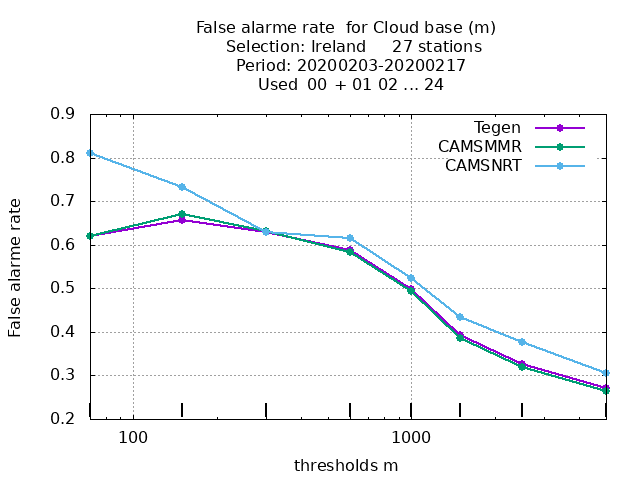 False alarme rate  for Cloud base (m)
Selection: Ireland     27 stations
Period: 20200203-20200217
Used  00  + 01 02 ... 24
Tegen
CAMSMMR
CAMSNRT
0.9
0.8
0.7
0.6
0.5
0.4
0.3
0.2
False alarme rate
100
1000
thresholds m